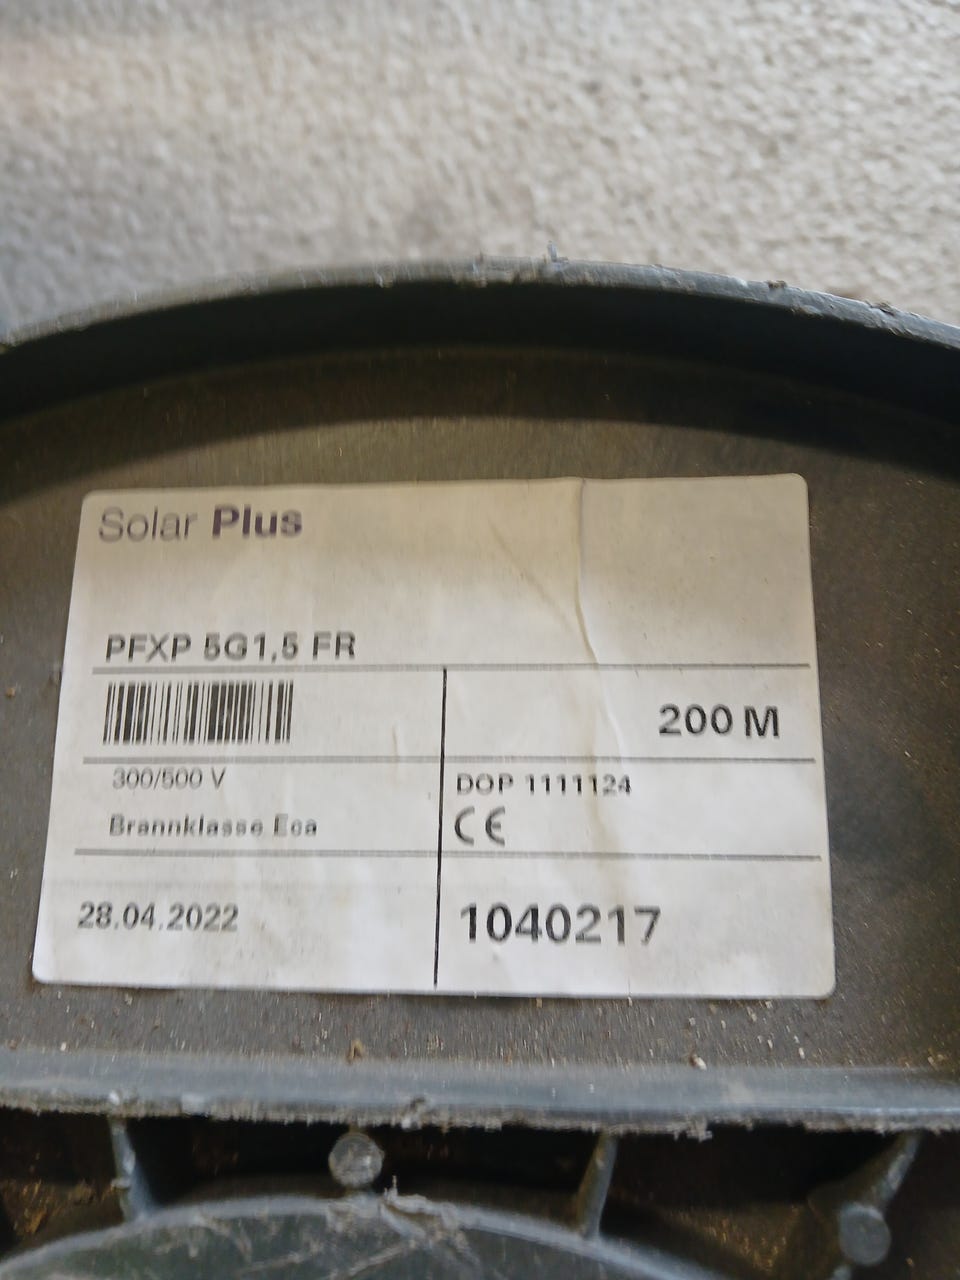 Solar Plus
PFXP 5G1,5 FR
200 M
300/500 V
Brannklasse Eca
DOP 1111124
CE
28.04.2022
1040217